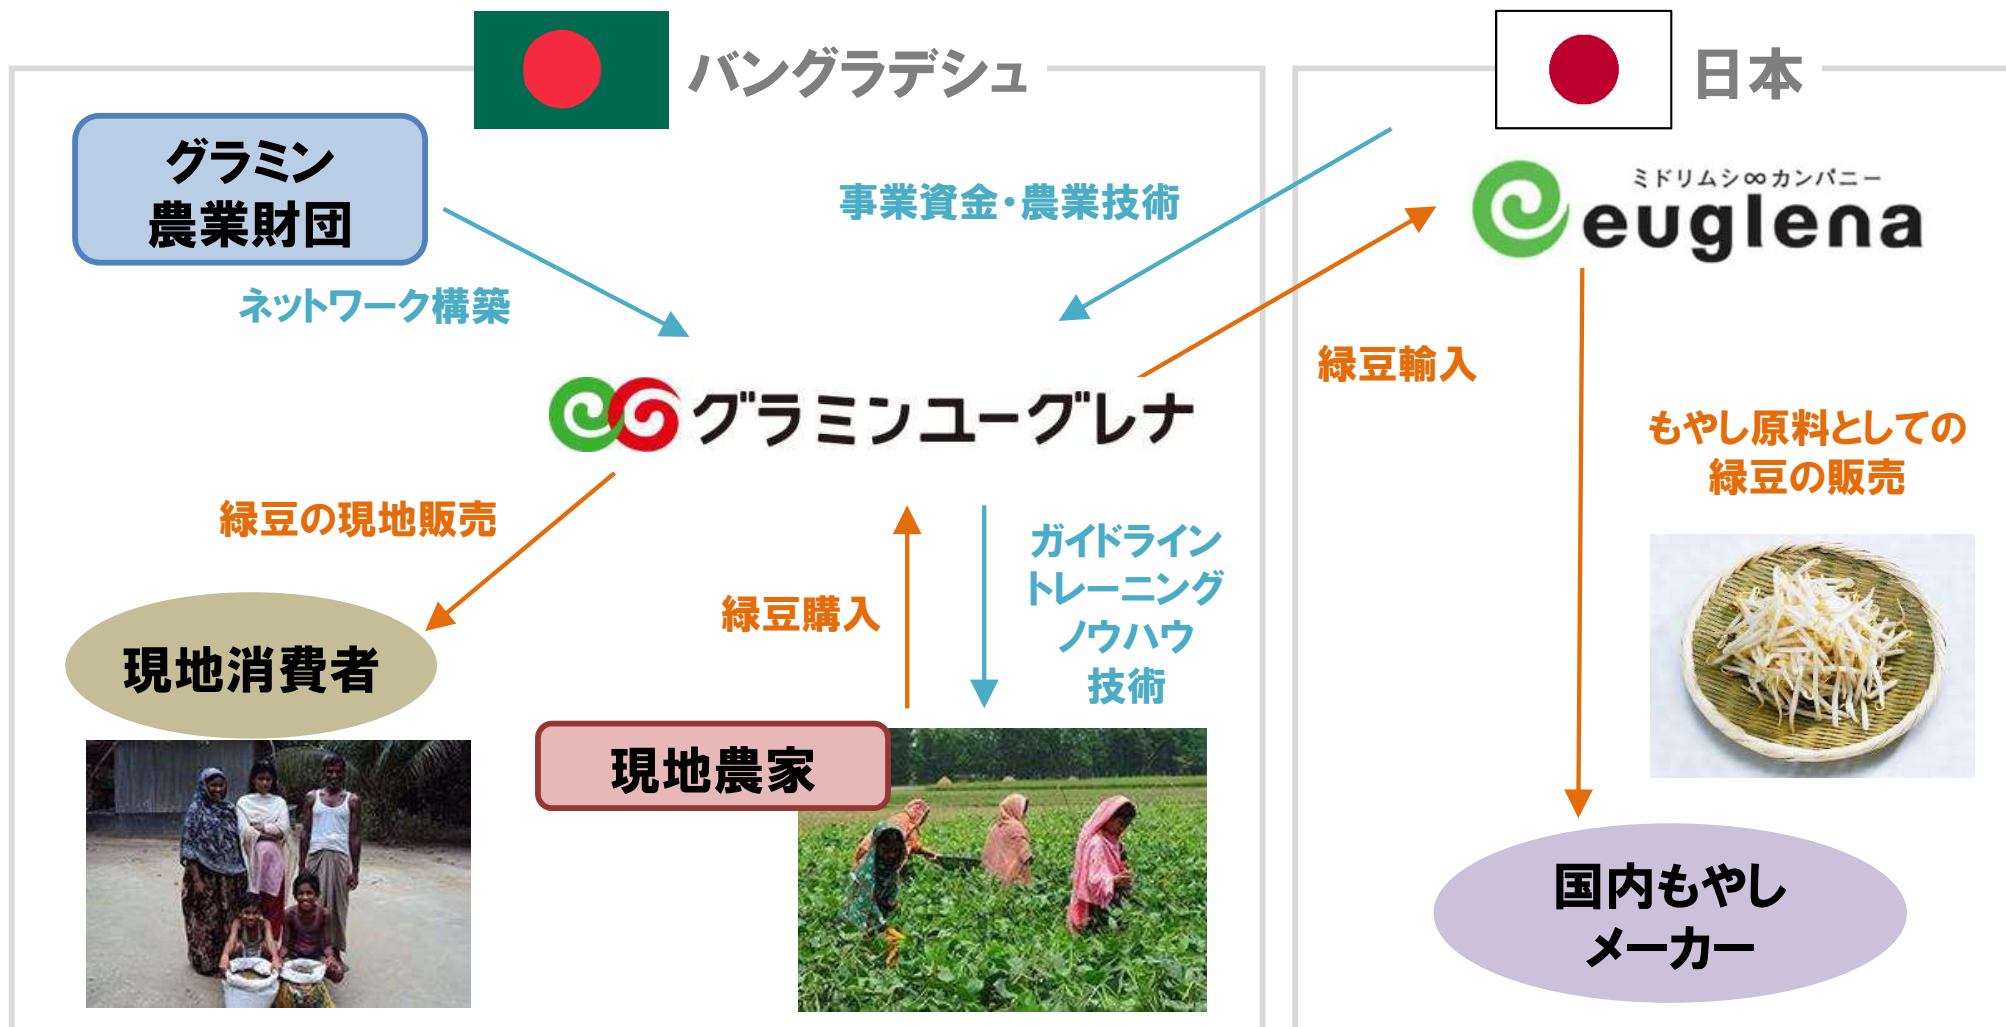 バングラデシュ
日本
グラミン
農業財団
ネットワーク構築
事業資金・農業技術
ミドリムシ∞カンパニー
euglena
緑豆輸入
グラミンユーグレナ
もやし原料としての
緑豆の販売
緑豆の現地販売
緑豆購入
ガイドライン
トレーニング
ノウハウ
技術
現地消費者
現地農家
国内もやし
メーカー